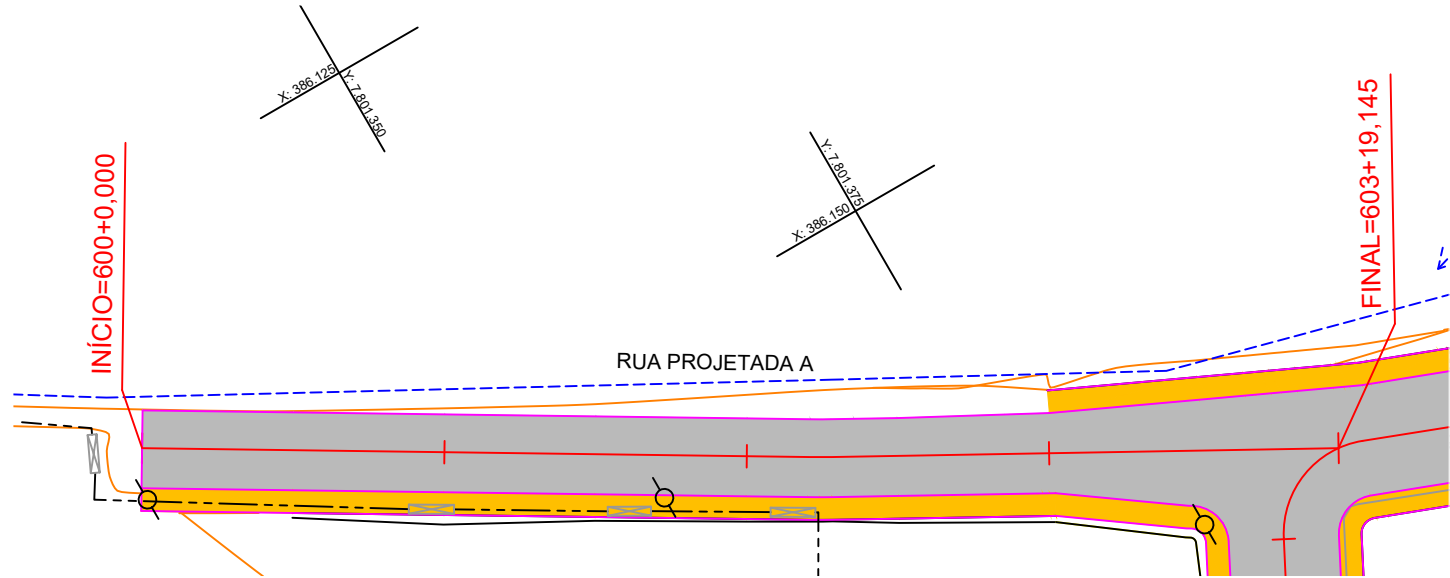 X: 386.125
Y: 7.801.350
Y: 7.801.375
X: 386.150
INÍCIO=600+0,000
FINAL=603+19,145
RUA PROJETADA A